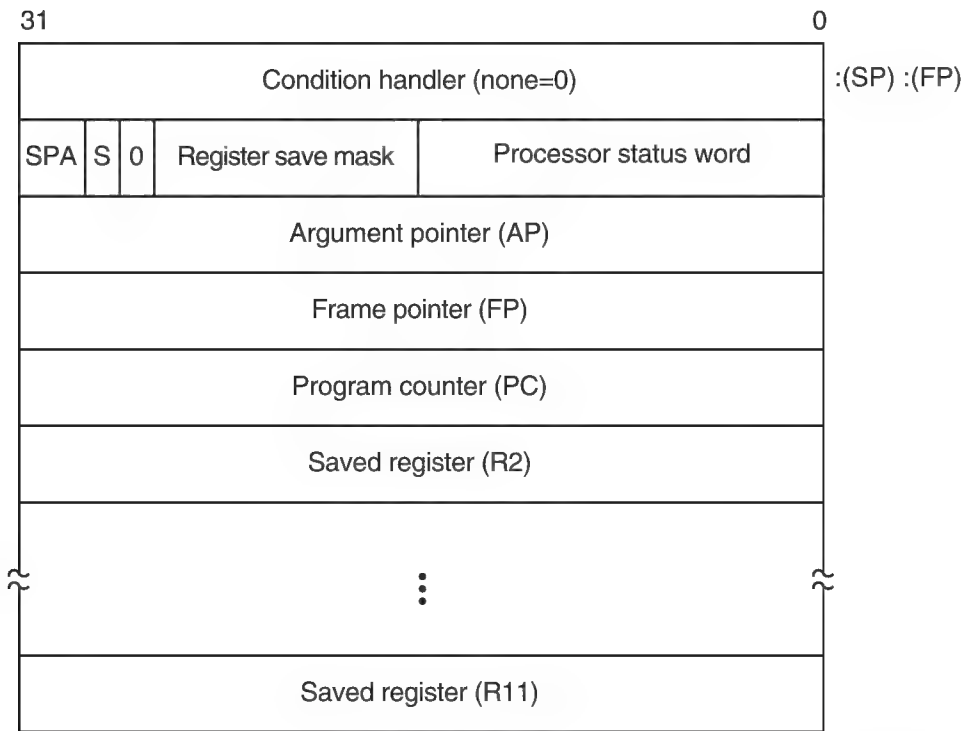 31 0
Condition handler (none=0) :(SP) :(FP)
SPA S 0 Register save mask Processor status word
Argument pointer (AP)
Frame pointer (FP)
Program counter (PC)
Saved register (R2)
Saved register (R11)